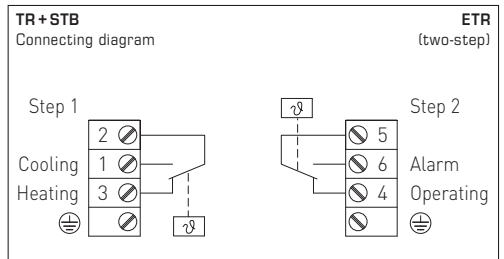 TR+STB ETR
Connecting diagram (two-step)
ϑ
Step 1 Step 2
2 5
Cooling 1 6 Alarm
Heating 3 4 Operating
ϑ